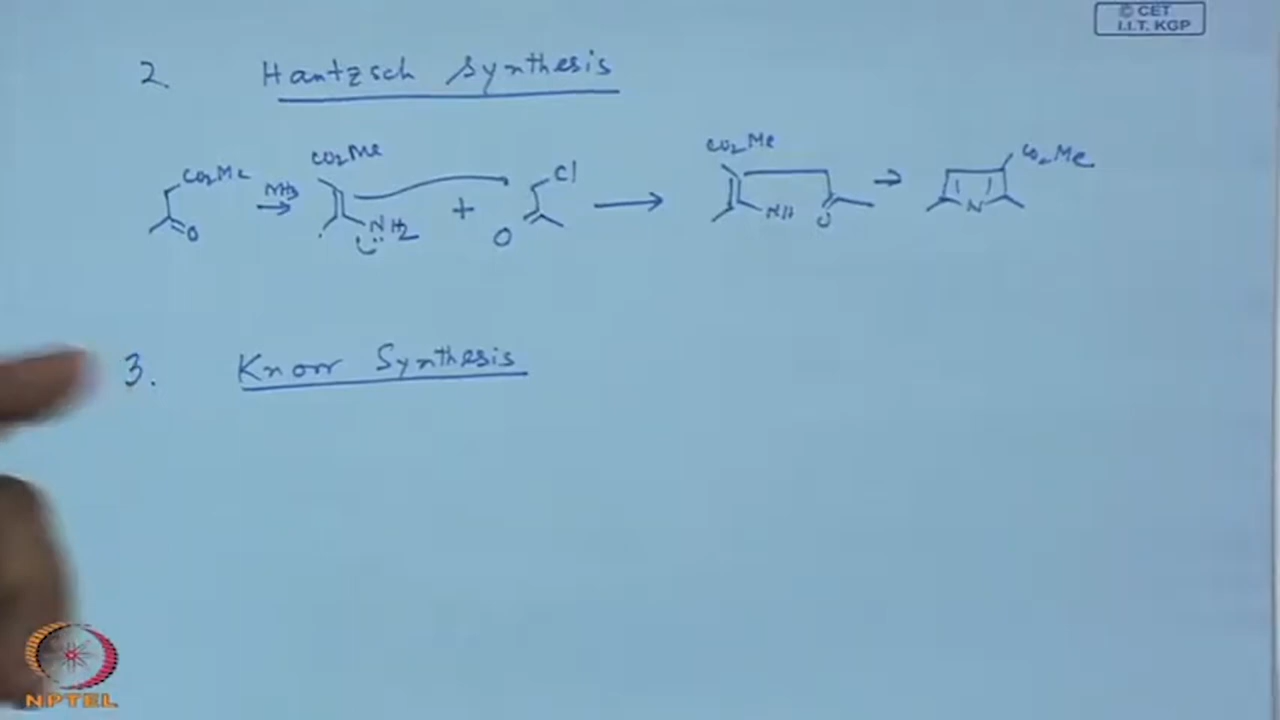 © CET
I.I.T. KGP
2. Hantzsch Synthesis
CO2Me NH3 CO2Me Cl CO2Me CO2Me
O NH2 + O NH O N
3. Knorr Synthesis
NPTEL